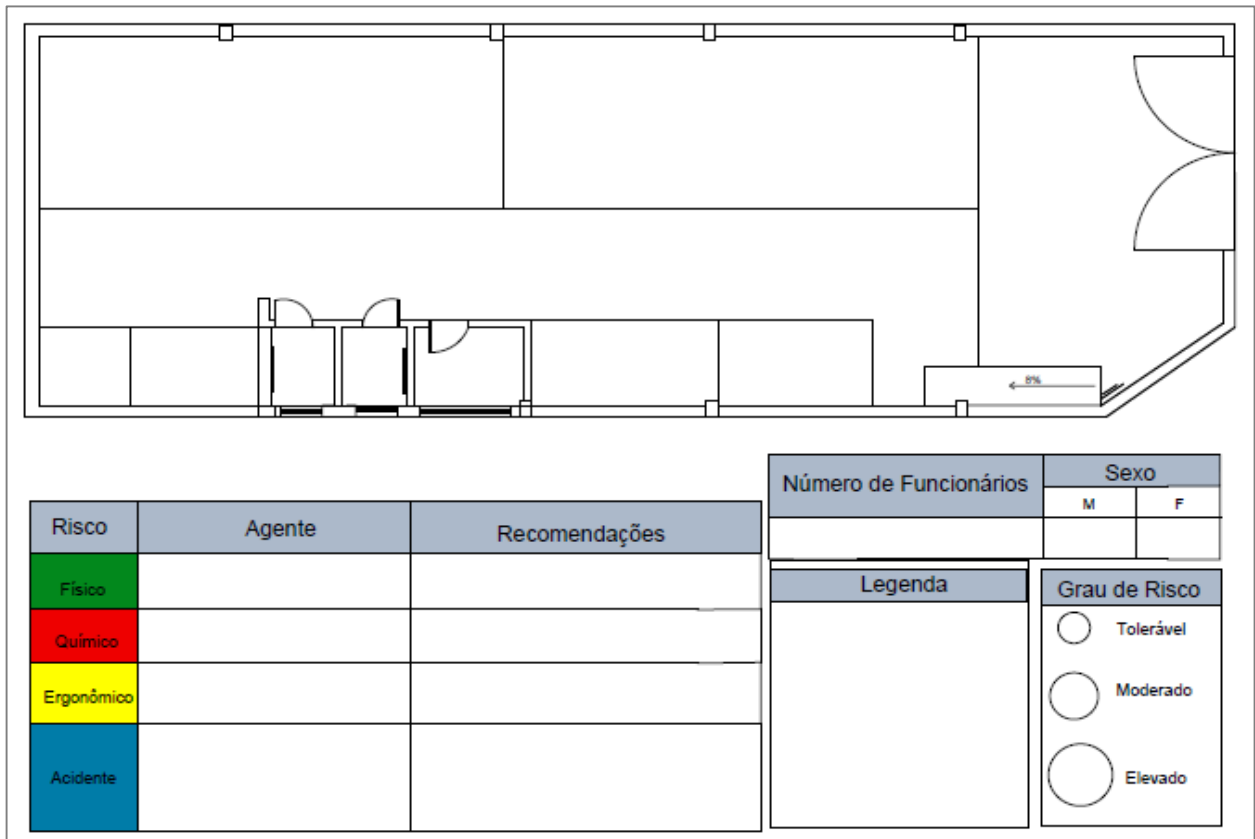 8%
Número de Funcionários
Sexo
M
F
Risco
Agente
Recomendações
Físico
Químico
Ergonômico
Acidente
Legenda
Grau de Risco
Tolerável
Moderado
Elevado